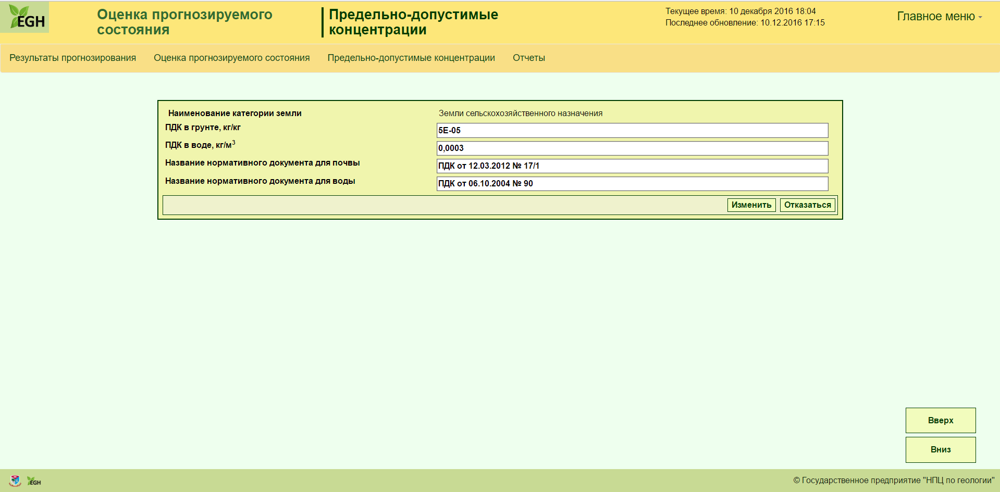 EGH
Оценка прогнозируемого
состояния
Предельно-допустимые
концентрации
Текущее время: 10 декабря 2016 18:04
Последнее обновление: 10.12.2016 17:15
Главное меню
Результаты прогнозирования Оценка прогнозируемого состояния Предельно-допустимые концентрации Отчеты
Наименование категории земли Земли сельскохозяйственного назначения
ПДК в грунте, кг/кг 5E-05
ПДК в воде, кг/м³ 0,0003
Название нормативного документа для почвы ПДК от 12.03.2012 № 17/1
Название нормативного документа для воды ПДК от 06.10.2004 № 90
Изменить Отказаться
Вверх
Вниз
EGH © Государственное предприятие "НПЦ по геологии"